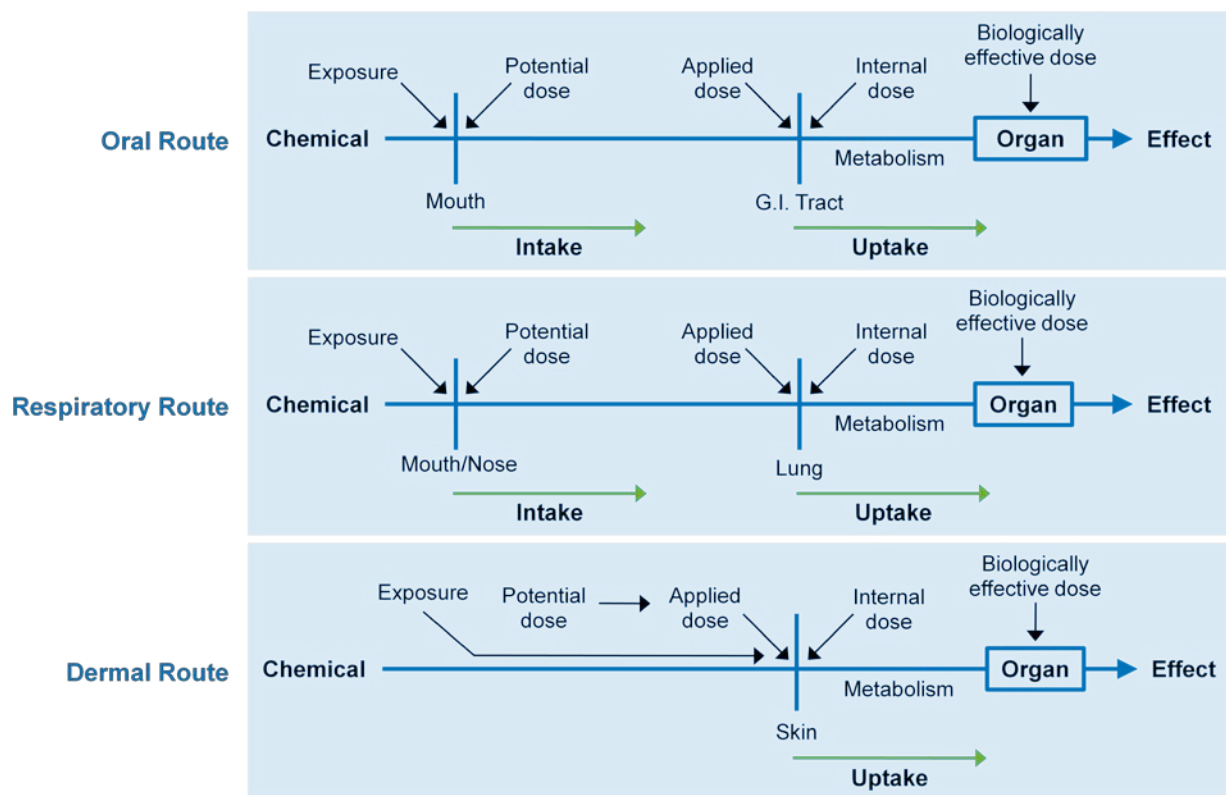 Oral Route
Exposure
Potential
dose
Applied
dose
Internal
dose
Biologically
effective dose
Chemical
Metabolism
Organ
Effect
Mouth
G.I. Tract
Intake
Uptake
Respiratory Route
Exposure
Potential
dose
Applied
dose
Internal
dose
Biologically
effective dose
Chemical
Metabolism
Organ
Effect
Mouth/Nose
Lung
Intake
Uptake
Dermal Route
Exposure
Potential
dose
Applied
dose
Internal
dose
Biologically
effective dose
Chemical
Metabolism
Organ
Effect
Skin
Uptake